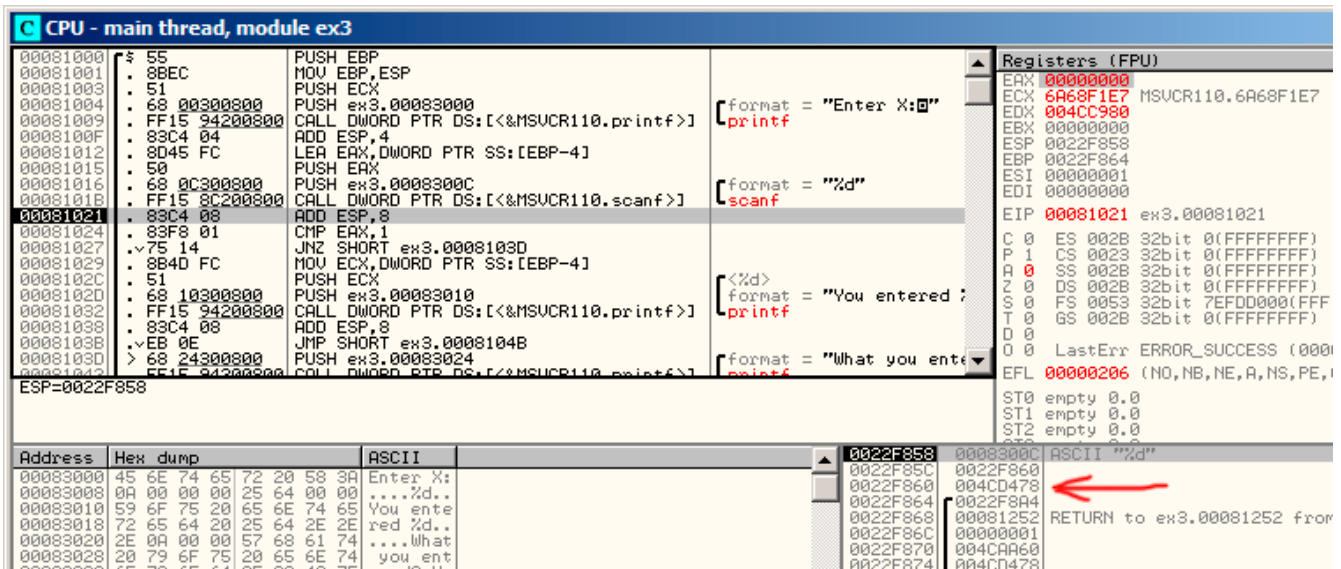 C CPU - main thread, module ex3
00081000 $ 55 PUSH EBP
00081001 . 8BEC MOV EBP,ESP
00081003 . 51 PUSH ECX
00081004 . 68 00300800 PUSH ex3.00083000 format = "Enter X:"
00081009 . FF15 94200800 CALL DWORD PTR DS:[<&MSVCR110.printf>] printf
0008100F . 83C4 04 ADD ESP,4
00081012 . 8D45 FC LEA EAX,DWORD PTR SS:[EBP-4]
00081015 . 50 PUSH EAX
00081016 . 68 0C300800 PUSH ex3.0008300C format = "%d"
0008101B . FF15 8C200800 CALL DWORD PTR DS:[<&MSVCR110.scanf>] scanf
00081021 . 83C4 08 ADD ESP,8
00081024 . 83F8 01 CMP EAX,1
00081027 . 75 14 JNZ SHORT ex3.0008103D
00081029 . 8B4D FC MOV ECX,DWORD PTR SS:[EBP-4]
0008102C . 51 PUSH ECX <%d>
0008102D . 68 10300800 PUSH ex3.00083010 format = "You entered
00081032 . FF15 94200800 CALL DWORD PTR DS:[<&MSVCR110.printf>] printf
00081038 . 83C4 08 ADD ESP,8
0008103B . EB 0E JMP SHORT ex3.0008104B
0008103D > 68 24300800 PUSH ex3.00083024 format = "What you ente
00081043 FF15 94200800 CALL DWORD PTR DS:[<&MSVCR110.printf>] printf
ESP=0022F858
Registers (FPU)
EAX 00000000
ECX 6A68F1E7 MSVCR110.6A68F1E7
EDX 004CC980
EBX 00000000
ESP 0022F858
EBP 0022F864
ESI 00000001
EDI 00000000
EIP 00081021 ex3.00081021
C 0 ES 002B 32bit 0(FFFFFFFF)
P 1 CS 0023 32bit 0(FFFFFFFF)
A 0 SS 002B 32bit 0(FFFFFFFF)
Z 0 DS 002B 32bit 0(FFFFFFFF)
S 0 FS 0053 32bit 7EFDD000(FFF
T 0 GS 002B 32bit 0(FFFFFFFF)
D 0
O 0 LastErr ERROR_SUCCESS (000
EFL 00000206 (NO,NB,NE,A,NS,PE,
ST0 empty 0.0
ST1 empty 0.0
ST2 empty 0.0
Address Hex dump ASCII
00083000 45 6E 74 65 72 20 58 3A Enter X:
00083008 0A 00 00 00 25 64 00 00 ....%d..
00083010 59 6F 75 20 65 6E 74 65 You ente
00083018 72 65 64 20 25 64 2E 2E red %d..
00083020 2E 0A 00 00 57 68 61 74 ....What
00083028 20 79 6F 75 20 65 6E 74 you ent
0022F858 0008300C ASCII "%d"
0022F85C 0022F860
0022F860 004CD478
0022F864 0022F8A4
0022F868 00081252 RETURN to ex3.00081252 from
0022F86C 00000001
0022F870 004CAA60
0022F874 004CD478